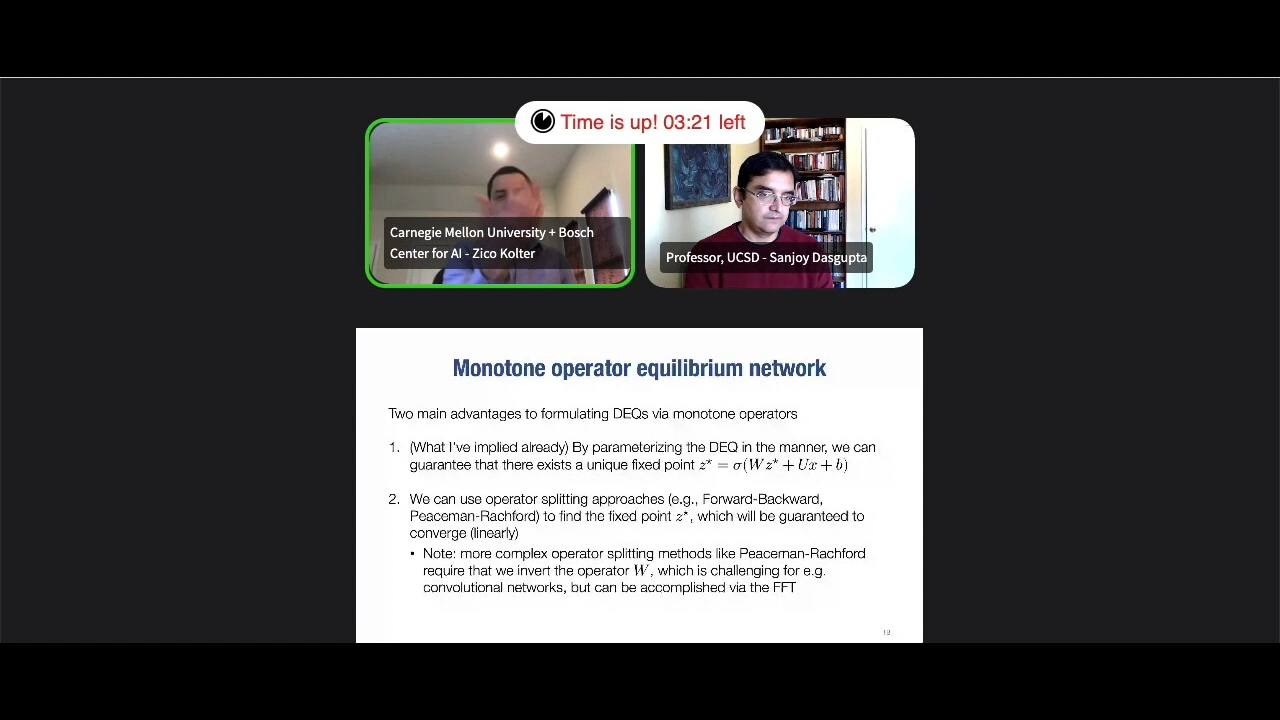 Time is up! 03:21 left
Carnegie Mellon University + Bosch
Center for AI - Zico Kolter
Professor, UCSD - Sanjoy Dasgupta
Monotone operator equilibrium network
Two main advantages to formulating DEQs via monotone operators
1. (What I've implied already) By parameterizing the DEQ in the manner, we can
guarantee that there exists a unique fixed point z⋆ = σ(Wz⋆ + Ux + b)
2. We can use operator splitting approaches (e.g., Forward-Backward,
Peaceman-Rachford) to find the fixed point z⋆, which will be guaranteed to
converge (linearly)
• Note: more complex operator splitting methods like Peaceman-Rachford
require that we invert the operator W, which is challenging for e.g.
convolutional networks, but can be accomplished via the FFT